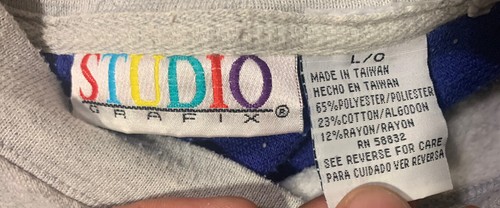 STUDIO
GRAFIX®
L/G
MADE IN TAIWAN
HECHO EN TAIWAN
65%POLYESTER/POLIESTER
23%COTTON/ALGODON
12%RAYON/RAYON
RN 58832
SEE REVERSE FOR CARE
PARA CUIDADO VER REVERSA